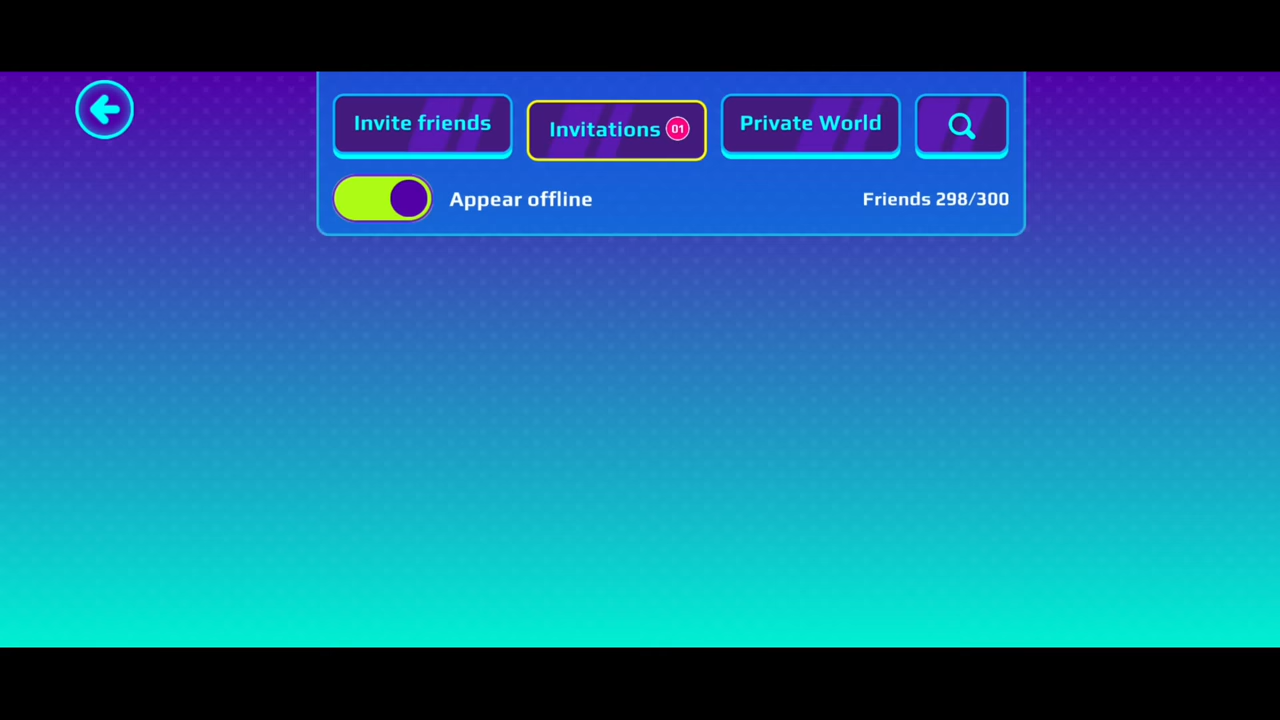 Invite friends
Invitations 01
Private World
Appear offline
Friends 298/300